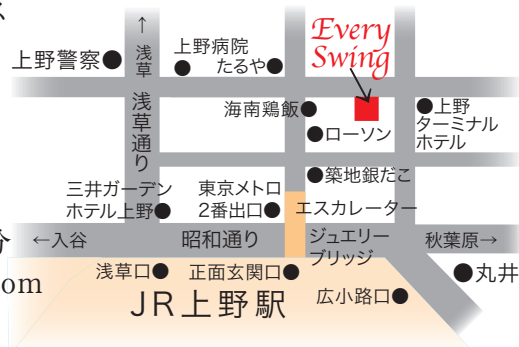 ス
↑
浅草
浅草通り
Every
Swing
上野警察●
上野病院
●
たるや●
海南鶏飯●
●ローソン
●上野
ターミナル
ホテル
●築地銀だこ
三井ガーデン
ホテル上野●
東京メトロ
2番出口●
エスカレーター
分
←入谷
昭和通り
ジュエリー
ブリッジ
秋葉原→
浅草口●
正面玄関口●
●丸井
om
JR上野駅
広小路口●